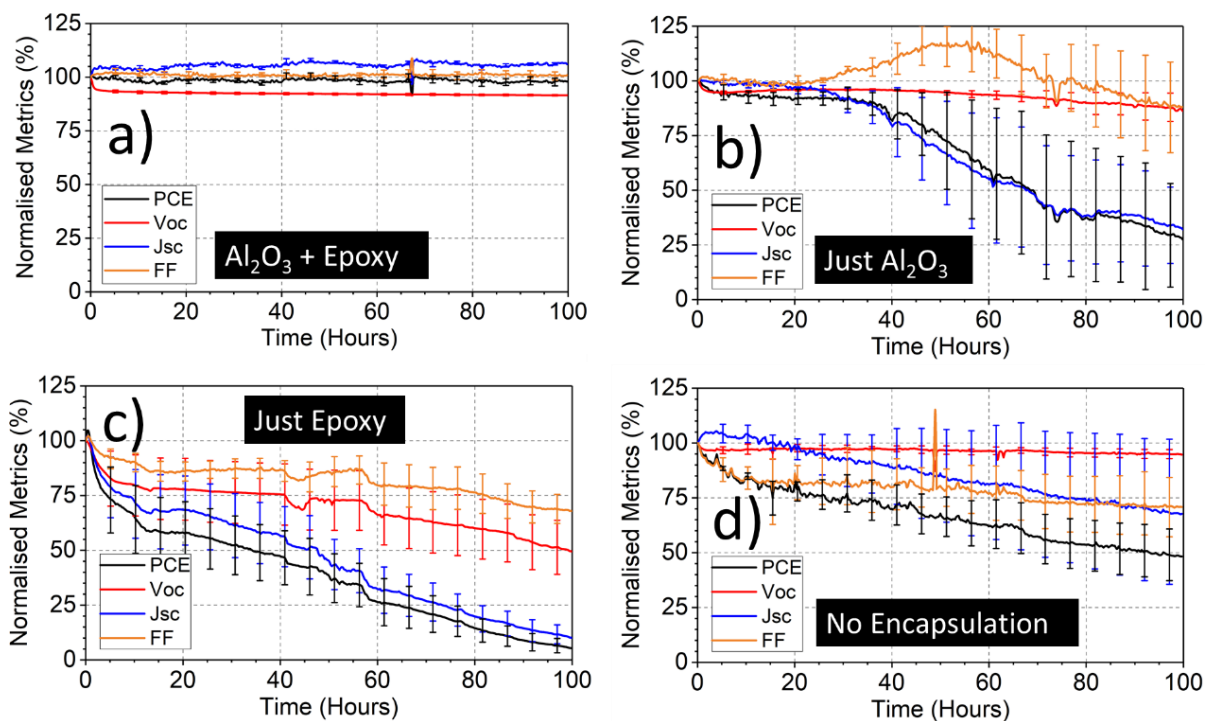 125
100
75
50
25
0
Normalised Metrics (%)
a)
PCE
Voc
Jsc
FF
Al₂O₃ + Epoxy
0 20 40 60 80 100
Time (Hours)
125
100
75
50
25
0
Normalised Metrics (%)
b)
PCE
Voc
Jsc
FF
Just Al₂O₃
0 20 40 60 80 100
Time (Hours)
125
100
75
50
25
0
Normalised Metrics (%)
c)
Just Epoxy
PCE
Voc
Jsc
FF
0 20 40 60 80 100
Time (Hours)
125
100
75
50
25
0
Normalised Metrics (%)
d)
PCE
Voc
Jsc
FF
No Encapsulation
0 20 40 60 80 100
Time (Hours)